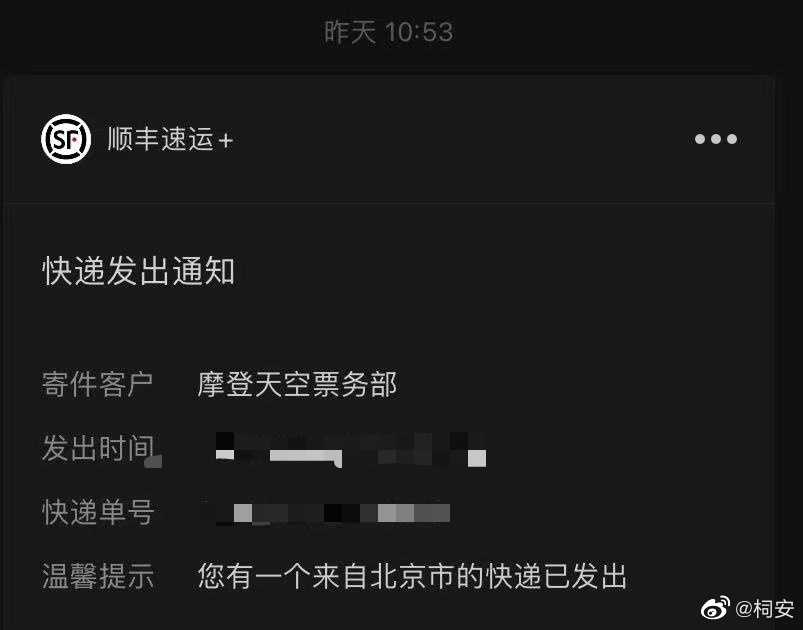 昨天 10:53
SF 顺丰速运+
快递发出通知
寄件客户 摩登天空票务部
发出时间
快递单号
温馨提示 您有一个来自北京市的快递已发出
@柯安